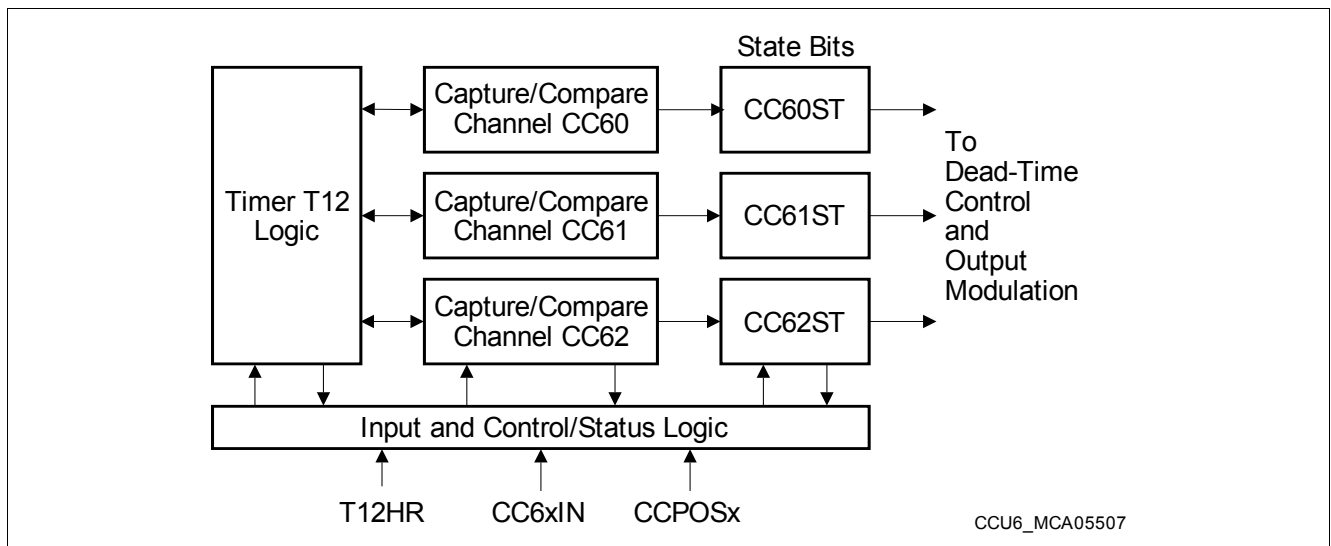 State Bits
Timer T12
Logic
Capture/Compare
Channel CC60
CC60ST
Capture/Compare
Channel CC61
CC61ST
Capture/Compare
Channel CC62
CC62ST
To
Dead-Time
Control
and
Output
Modulation
Input and Control/Status Logic
T12HR
CC6xIN
CCPOSx
CCU6_MCA05507